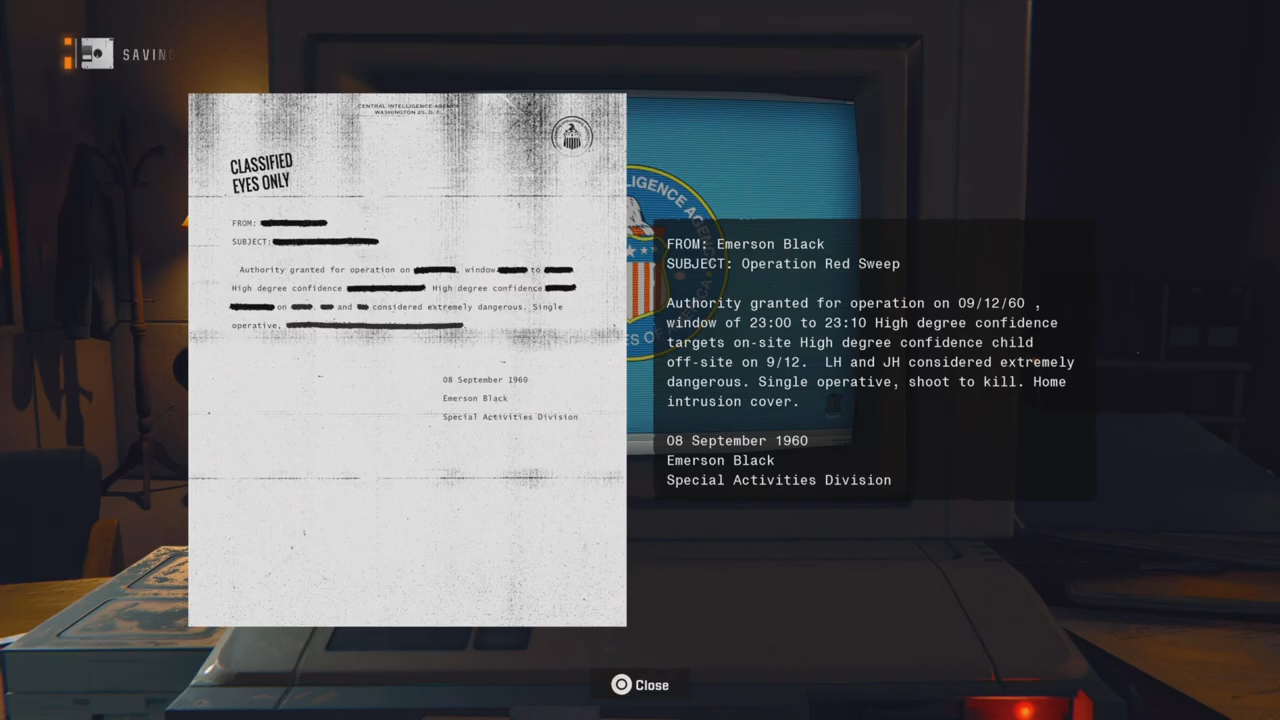 SAVING
CENTRAL INTELLIGENCE AGENCY
WASHINGTON 25, D. C.
CLASSIFIED
EYES ONLY
FROM:
SUBJECT:
Authority granted for operation on , window to
High degree confidence . High degree confidence
on , and considered extremely dangerous. Single
operative,
08 September 1960
Emerson Black
Special Activities Division
LIGENCE AGENC
ES OF
FROM: Emerson Black
SUBJECT: Operation Red Sweep
Authority granted for operation on 09/12/60 ,
window of 23:00 to 23:10 High degree confidence
targets on-site High degree confidence child
off-site on 9/12. LH and JH considered extremely
dangerous. Single operative, shoot to kill. Home
intrusion cover.
08 September 1960
Emerson Black
Special Activities Division
Close